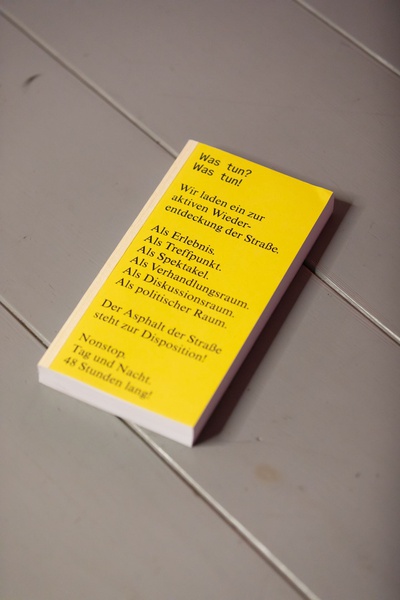 Was tun?
Was tun!
Wir laden ein zur
aktiven Wieder-
entdeckung der Straße.
Als Erlebnis.
Als Treffpunkt.
Als Spektakel.
Als Verhandlungsraum.
Als Diskussionsraum.
Als politischer Raum.
Der Asphalt der Straße
steht zur Disposition!
Nonstop.
Tag und Nacht.
48 Stunden lang!